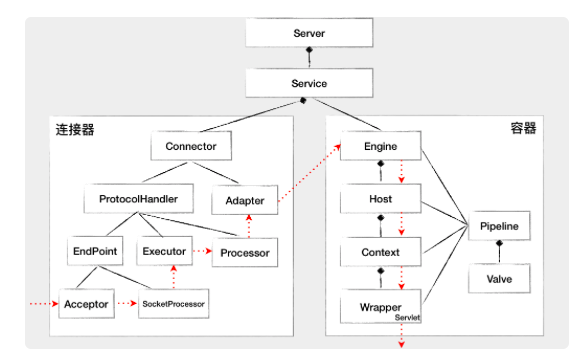 Server
Service
连接器
容器
Connector
Engine
ProtocolHandler
Adapter
Host
Pipeline
EndPoint
Executor
Processor
Context
Valve
Acceptor
SocketProcessor
Wrapper
Servlet